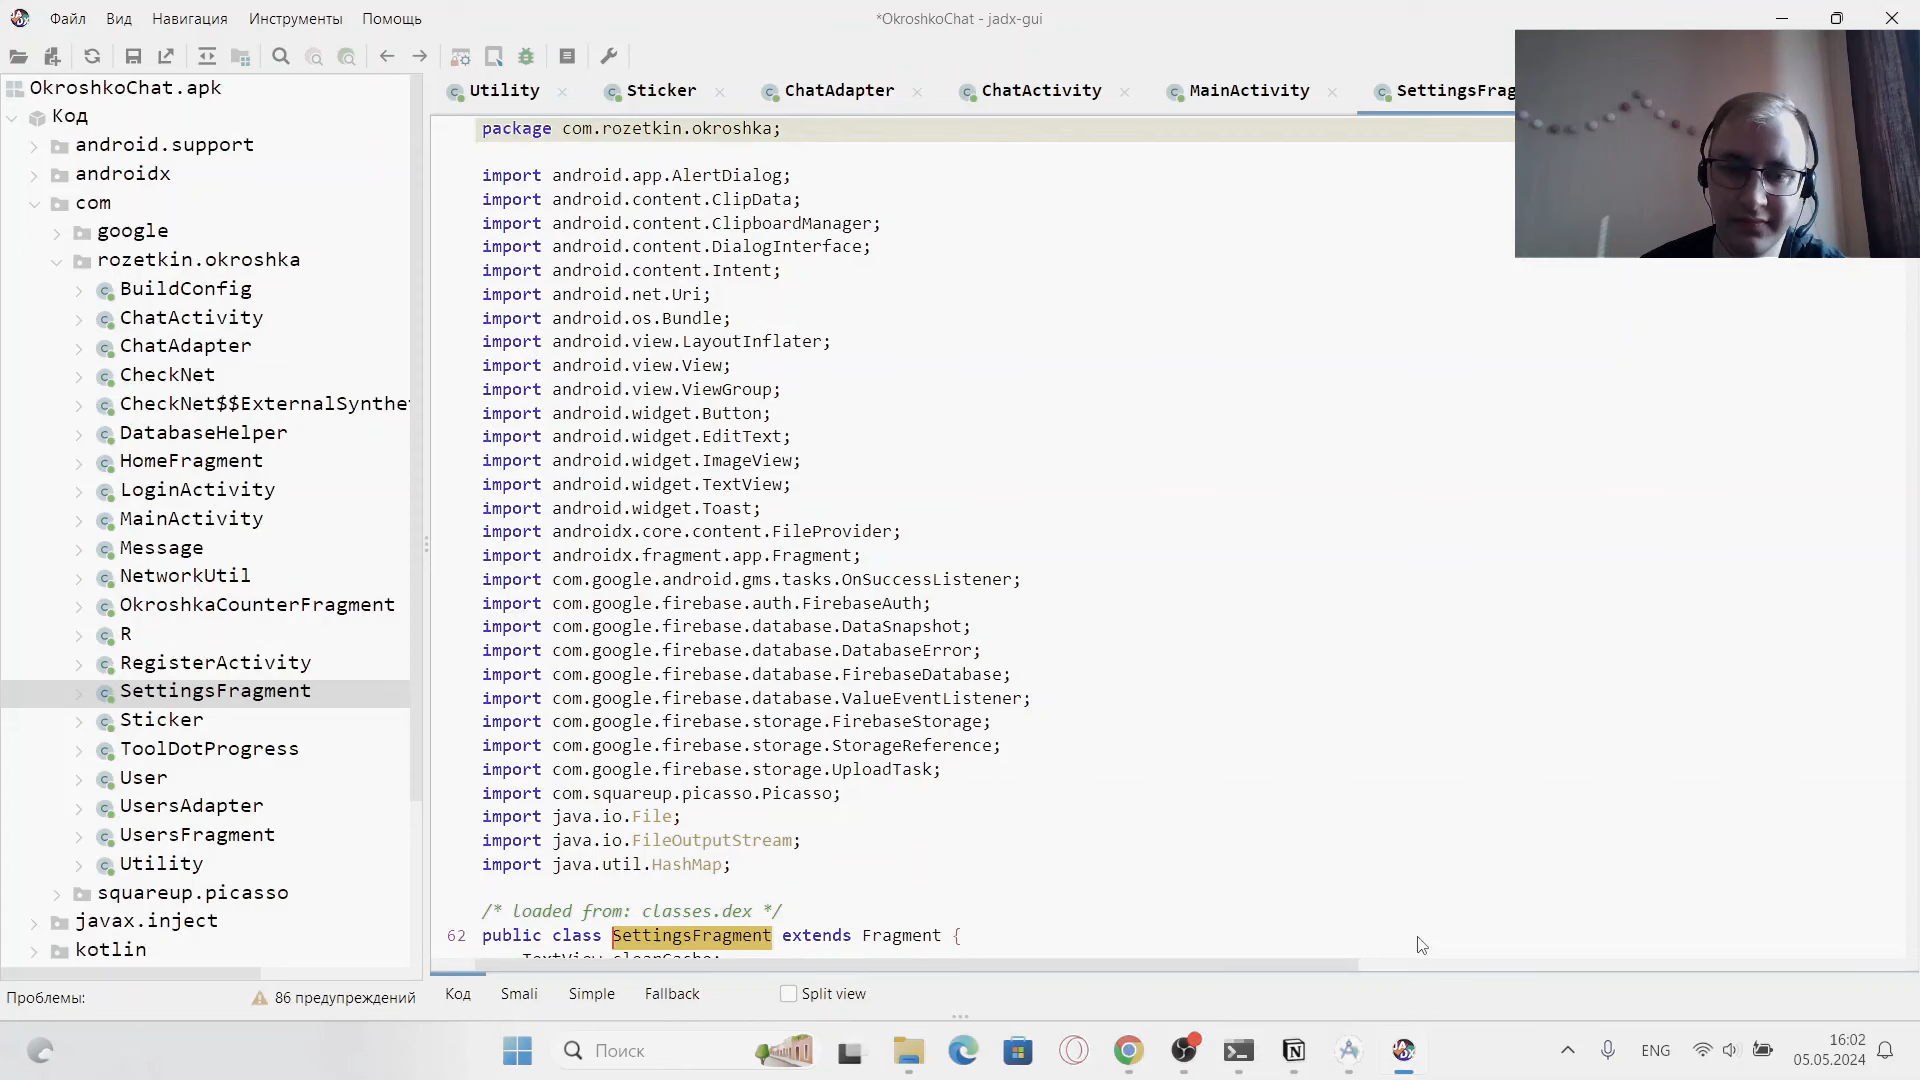 Файл Вид Навигация Инструменты Помощь
*OkroshkoChat - jadx-gui
OkroshkoChat.apk
Код
android.support
androidx
com
google
rozetkin.okroshka
BuildConfig
ChatActivity
ChatAdapter
CheckNet
CheckNet$$ExternalSynthe
DatabaseHelper
HomeFragment
LoginActivity
MainActivity
Message
NetworkUtil
OkroshkaCounterFragment
R
RegisterActivity
SettingsFragment
Sticker
ToolDotProgress
User
UsersAdapter
UsersFragment
Utility
squareup.picasso
javax.inject
kotlin
Проблемы: 86 предупреждений
Utility Sticker ChatAdapter ChatActivity MainActivity SettingsFrag
package com.rozetkin.okroshka;
import android.app.AlertDialog;
import android.content.ClipData;
import android.content.ClipboardManager;
import android.content.DialogInterface;
import android.content.Intent;
import android.net.Uri;
import android.os.Bundle;
import android.view.LayoutInflater;
import android.view.View;
import android.view.ViewGroup;
import android.widget.Button;
import android.widget.EditText;
import android.widget.ImageView;
import android.widget.TextView;
import android.widget.Toast;
import androidx.core.content.FileProvider;
import androidx.fragment.app.Fragment;
import com.google.android.gms.tasks.OnSuccessListener;
import com.google.firebase.auth.FirebaseAuth;
import com.google.firebase.database.DataSnapshot;
import com.google.firebase.database.DatabaseError;
import com.google.firebase.database.FirebaseDatabase;
import com.google.firebase.database.ValueEventListener;
import com.google.firebase.storage.FirebaseStorage;
import com.google.firebase.storage.StorageReference;
import com.google.firebase.storage.UploadTask;
import com.squareup.picasso.Picasso;
import java.io.File;
import java.io.FileOutputStream;
import java.util.HashMap;
/* loaded from: classes.dex */
62 public class SettingsFragment extends Fragment {
TextView clearCache;
Код Smali Simple Fallback Split view
Поиск
ENG
16:02
05.05.2024